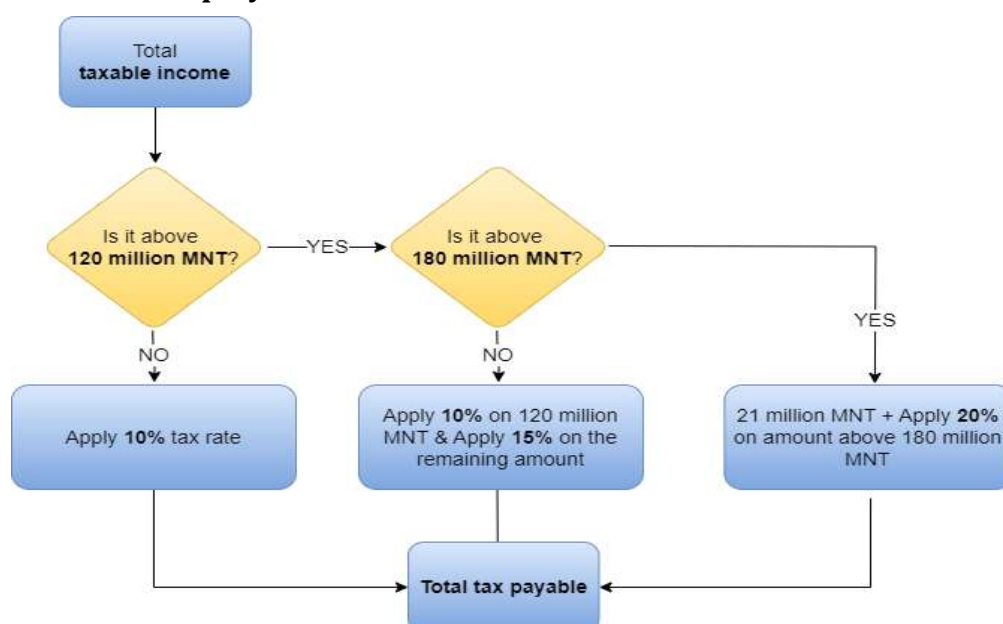 Total
taxable income
Is it above
120 million MNT?
YES
Is it above
180 million MNT?
YES
NO
NO
Apply 10% tax rate
Apply 10% on 120 million
MNT & Apply 15% on the
remaining amount
21 million MNT + Apply 20%
on amount above 180 million
MNT
Total tax payable